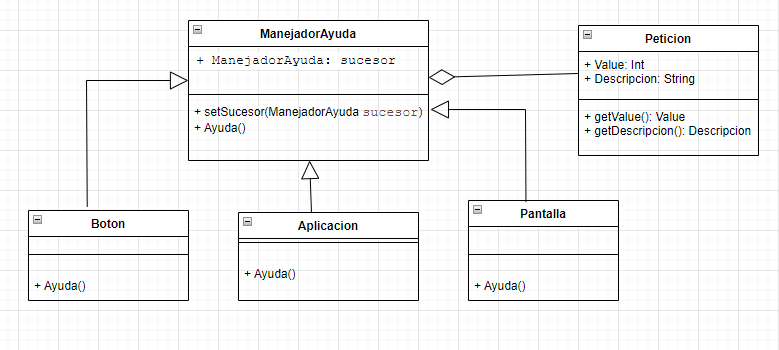 ManejadorAyuda
+ ManejadorAyuda: sucesor
+ setSucesor(ManejadorAyuda sucesor)
+ Ayuda()
Peticion
+ Value: Int
+ Descripcion: String
+ getValue(): Value
+ getDescripcion(): Descripcion
Boton
+ Ayuda()
Aplicacion
+ Ayuda()
Pantalla
+ Ayuda()